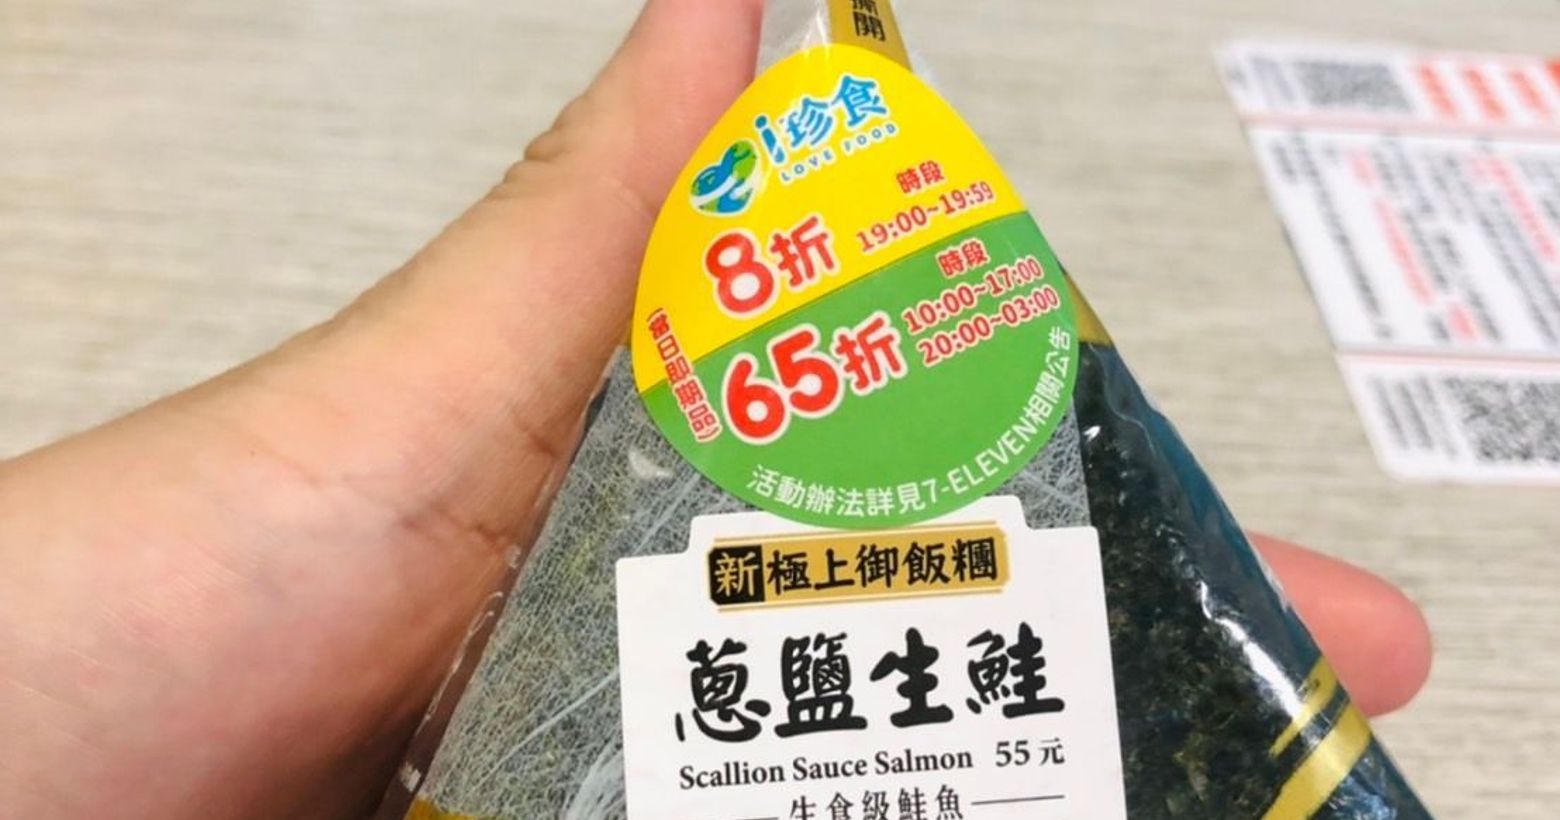 撕開
i珍食
LOVE FOOD
時段
19:00~19:59
8折
時段
10:00~17:00
20:00~03:00
65折
(當日即期品)
活動辦法詳見7-ELEVEN相關公告
新極上御飯糰
蔥鹽生鮭
Scallion Sauce Salmon 55元
生食級鮭魚